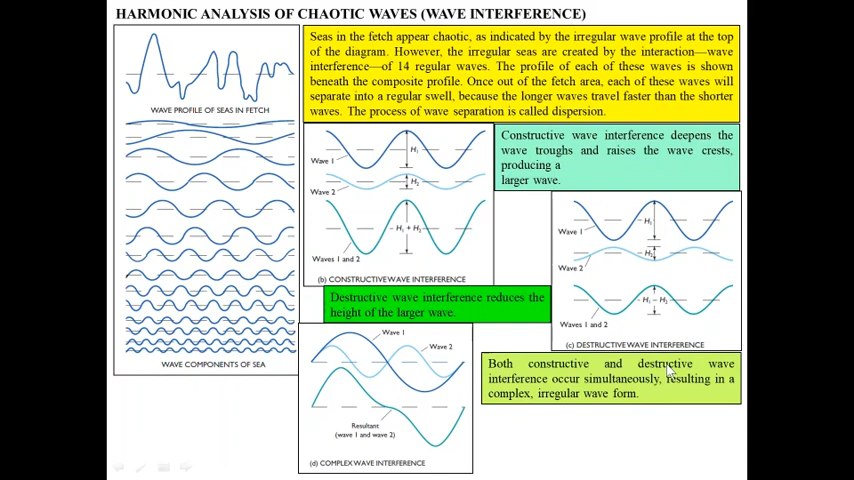 HARMONIC ANALYSIS OF CHAOTIC WAVES (WAVE INTERFERENCE)
WAVE PROFILE OF SEAS IN FETCH
WAVE COMPONENTS OF SEA
Seas in the fetch appear chaotic, as indicated by the irregular wave profile at the top
of the diagram. However, the irregular seas are created by the interaction—wave
interference—of 14 regular waves. The profile of each of these waves is shown
beneath the composite profile. Once out of the fetch area, each of these waves will
separate into a regular swell, because the longer waves travel faster than the shorter
waves. The process of wave separation is called dispersion.
Wave 1
H₁
Wave 2
H₂
H₁ + H₂
Waves 1 and 2
(b) CONSTRUCTIVE WAVE INTERFERENCE
Constructive wave interference deepens the
wave troughs and raises the wave crests,
producing a
larger wave.
Wave 1
H₁
Wave 2
H₂
H₁ − H₂
Waves 1 and 2
(c) DESTRUCTIVE WAVE INTERFERENCE
Destructive wave interference reduces the
height of the larger wave.
Wave 1
Wave 2
Resultant
(wave 1 and wave 2)
(d) COMPLEX WAVE INTERFERENCE
Both constructive and destructive wave
interference occur simultaneously, resulting in a
complex, irregular wave form.